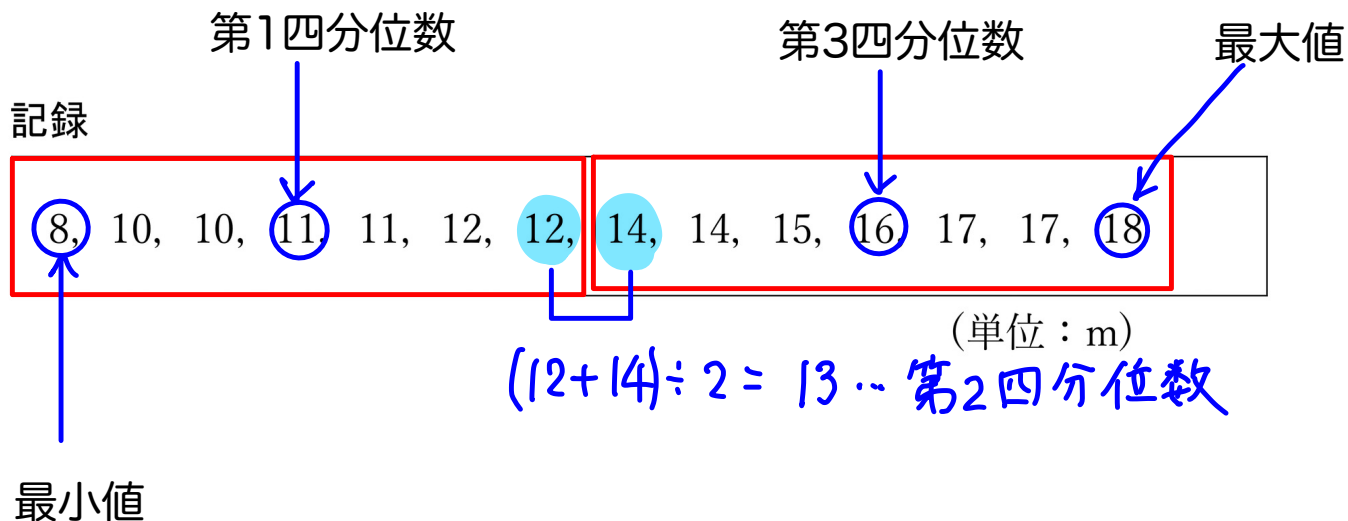 第1四分位数
第3四分位数
最大値
記録
8, 10, 10, 11, 11, 12, 12, 14, 14, 15, 16, 17, 17, 18
(単位：m)
(12+14)÷2= 13… 第2四分位数
最小値